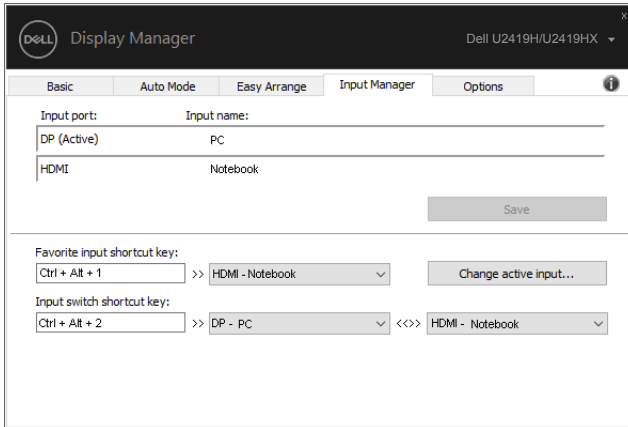 x
DELL Display Manager Dell U2419H/U2419HX
Basic Auto Mode Easy Arrange Input Manager Options i
Input port: Input name:
DP (Active) PC
HDMI Notebook
Save
Favorite input shortcut key:
Ctrl + Alt + 1 >> HDMI - Notebook Change active input...
Input switch shortcut key:
Ctrl + Alt + 2 >> DP - PC <<>> HDMI - Notebook